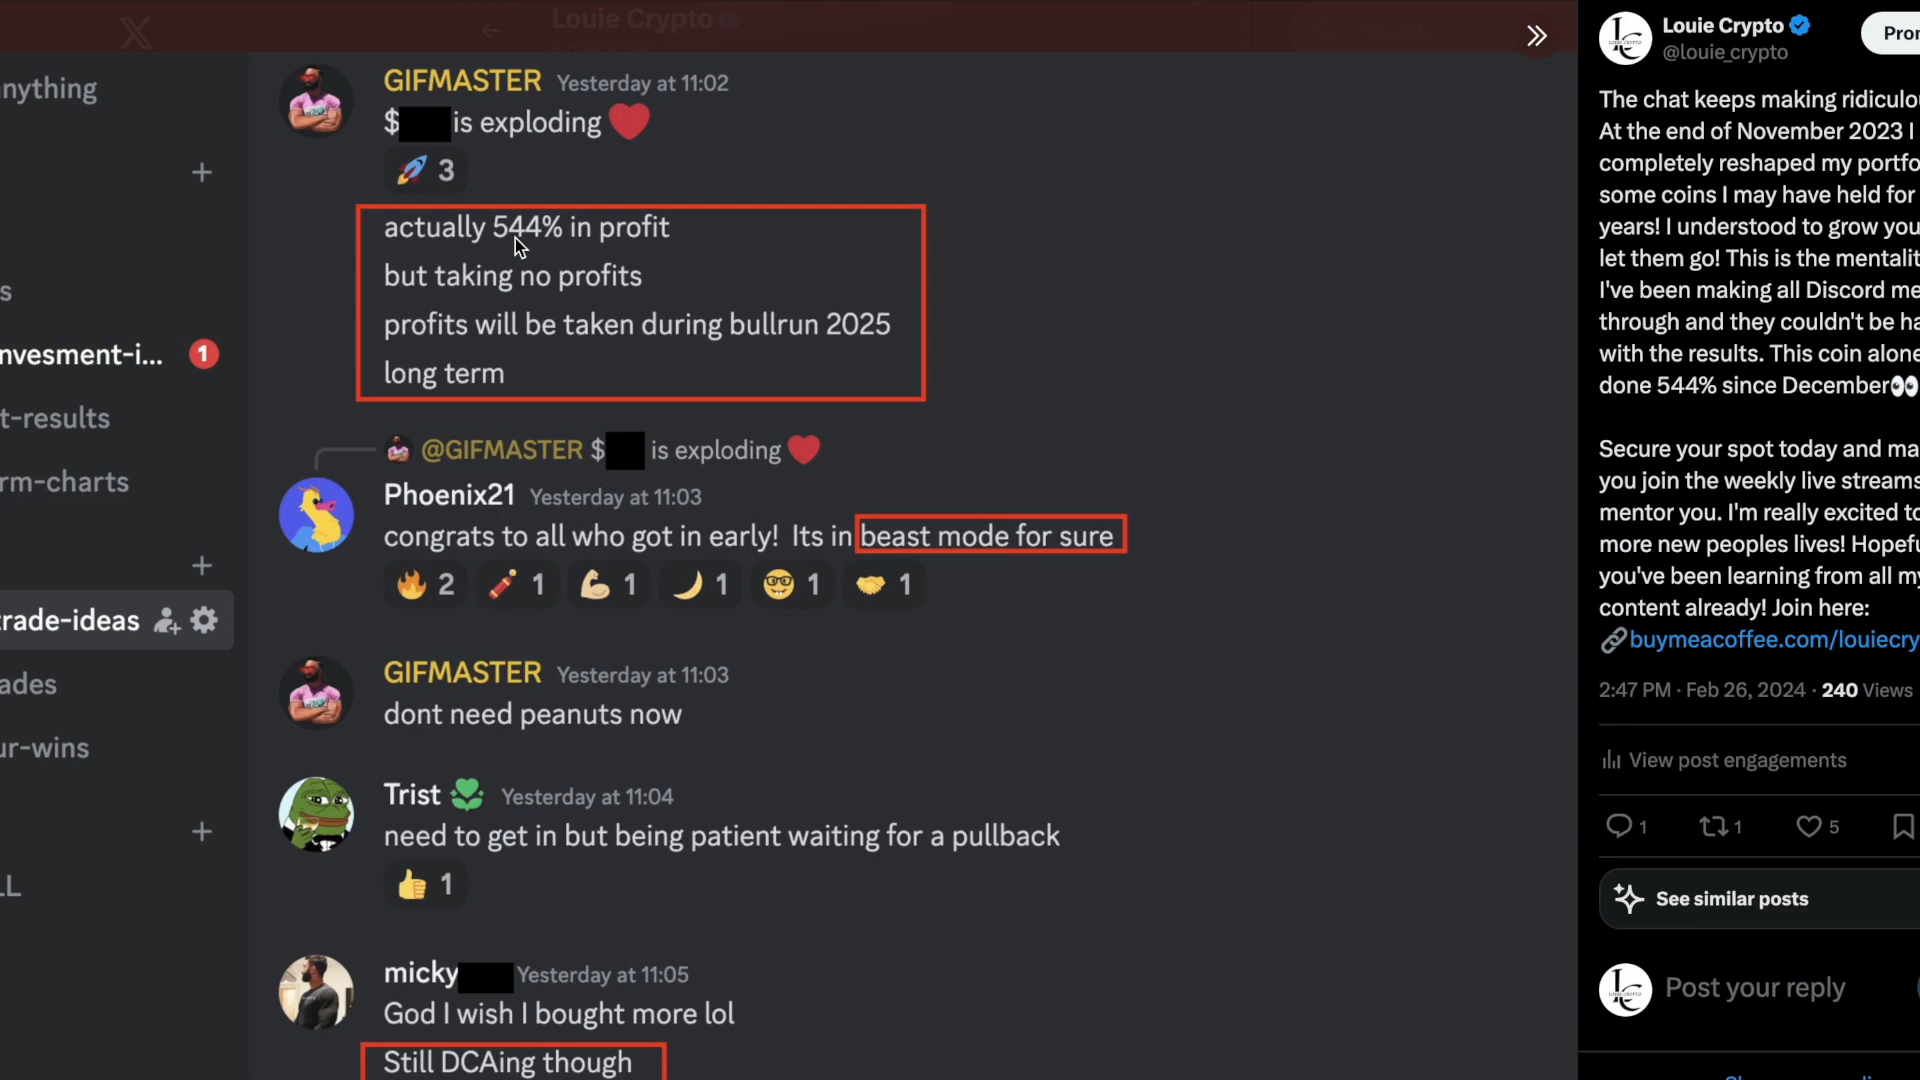 Louie Crypto
anything
s
nvesment-i...
1
t-results
rm-charts
trade-ideas
ades
ur-wins
LL
GIFMASTER Yesterday at 11:02
$ is exploding
3
actually 544% in profit
but taking no profits
profits will be taken during bullrun 2025
long term
@GIFMASTER $ is exploding
Phoenix21 Yesterday at 11:03
congrats to all who got in early! Its in beast mode for sure
2 1 1 1 1 1
GIFMASTER Yesterday at 11:03
dont need peanuts now
Trist Yesterday at 11:04
need to get in but being patient waiting for a pullback
1
micky Yesterday at 11:05
God I wish I bought more lol
Still DCAing though
Louie Crypto
@louie_crypto
Pror
The chat keeps making ridiculou
At the end of November 2023 I
completely reshaped my portfo
some coins I may have held for
years! I understood to grow you
let them go! This is the mentalit
I've been making all Discord me
through and they couldn't be ha
with the results. This coin alone
done 544% since December👀
Secure your spot today and ma
you join the weekly live streams
mentor you. I'm really excited to
more new peoples lives! Hopefu
you've been learning from all my
content already! Join here:
buymeacoffee.com/louiecry
2:47 PM · Feb 26, 2024 · 240 Views
View post engagements
1 1 5
See similar posts
Post your reply